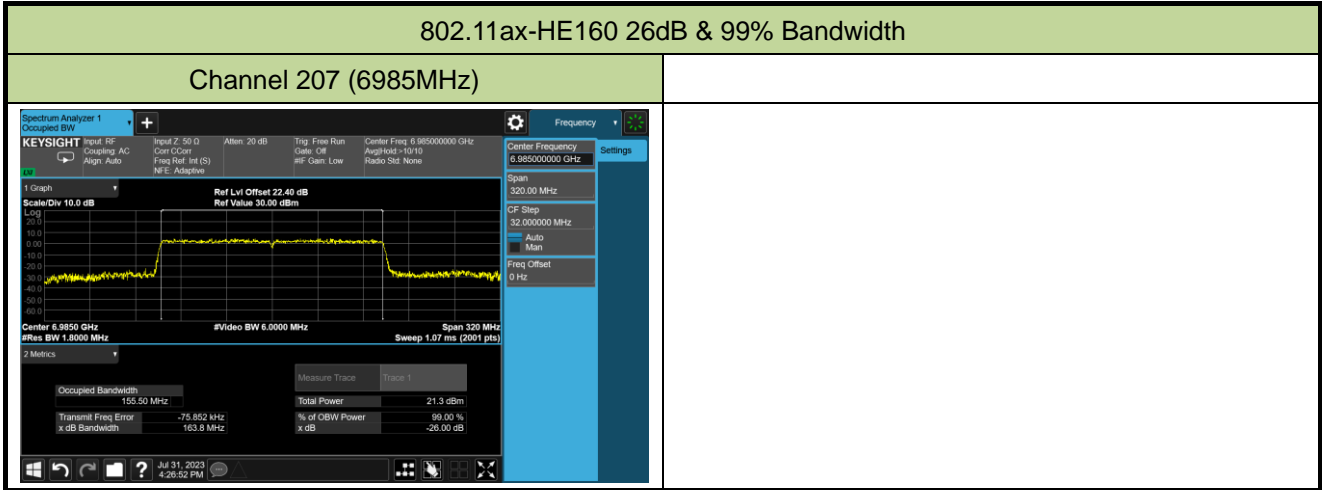 802.11ax-HE160 26dB & 99% Bandwidth
Channel 207 (6985MHz)
Spectrum Analyzer 1
Occupied BW
+
Frequency
KEYSIGHT
Input: RF
Coupling: AC
Align: Auto
Input Z: 50 Ω
Corr CCorr
Freq Ref: Int (S)
NFE: Adaptive
Atten: 20 dB
Trig: Free Run
Gate: Off
#IF Gain: Low
Center Freq: 6.985000000 GHz
Avg|Hold:>10/10
Radio Std: None
Center Frequency
6.985000000 GHz
Settings
Span
320.00 MHz
CF Step
32.000000 MHz
Auto
Man
Freq Offset
0 Hz
1 Graph
Scale/Div 10.0 dB
Ref Lvl Offset 22.40 dB
Ref Value 30.00 dBm
Log
20.0
10.0
0.00
-10.0
-20.0
-30.0
-40.0
-50.0
-60.0
Center 6.9850 GHz
#Res BW 1.8000 MHz
#Video BW 6.0000 MHz
Span 320 MHz
Sweep 1.07 ms (2001 pts)
2 Metrics
Measure Trace Trace 1
Occupied Bandwidth
155.50 MHz
Total Power 21.3 dBm
Transmit Freq Error -75.852 kHz
% of OBW Power 99.00 %
x dB Bandwidth 163.8 MHz
x dB -26.00 dB
?
Jul 31, 2023
4:26:52 PM